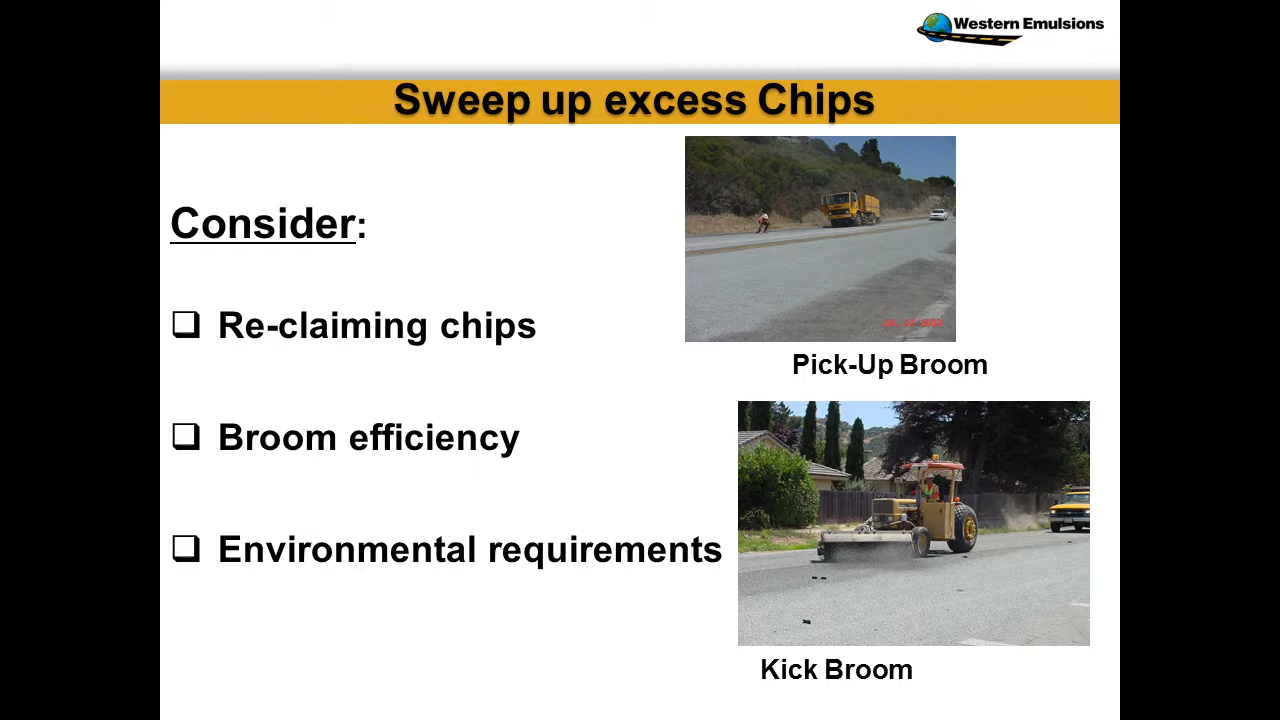 Western Emulsions
Sweep up excess Chips
Consider:
Re-claiming chips
Broom efficiency
Environmental requirements
Pick-Up Broom
Kick Broom